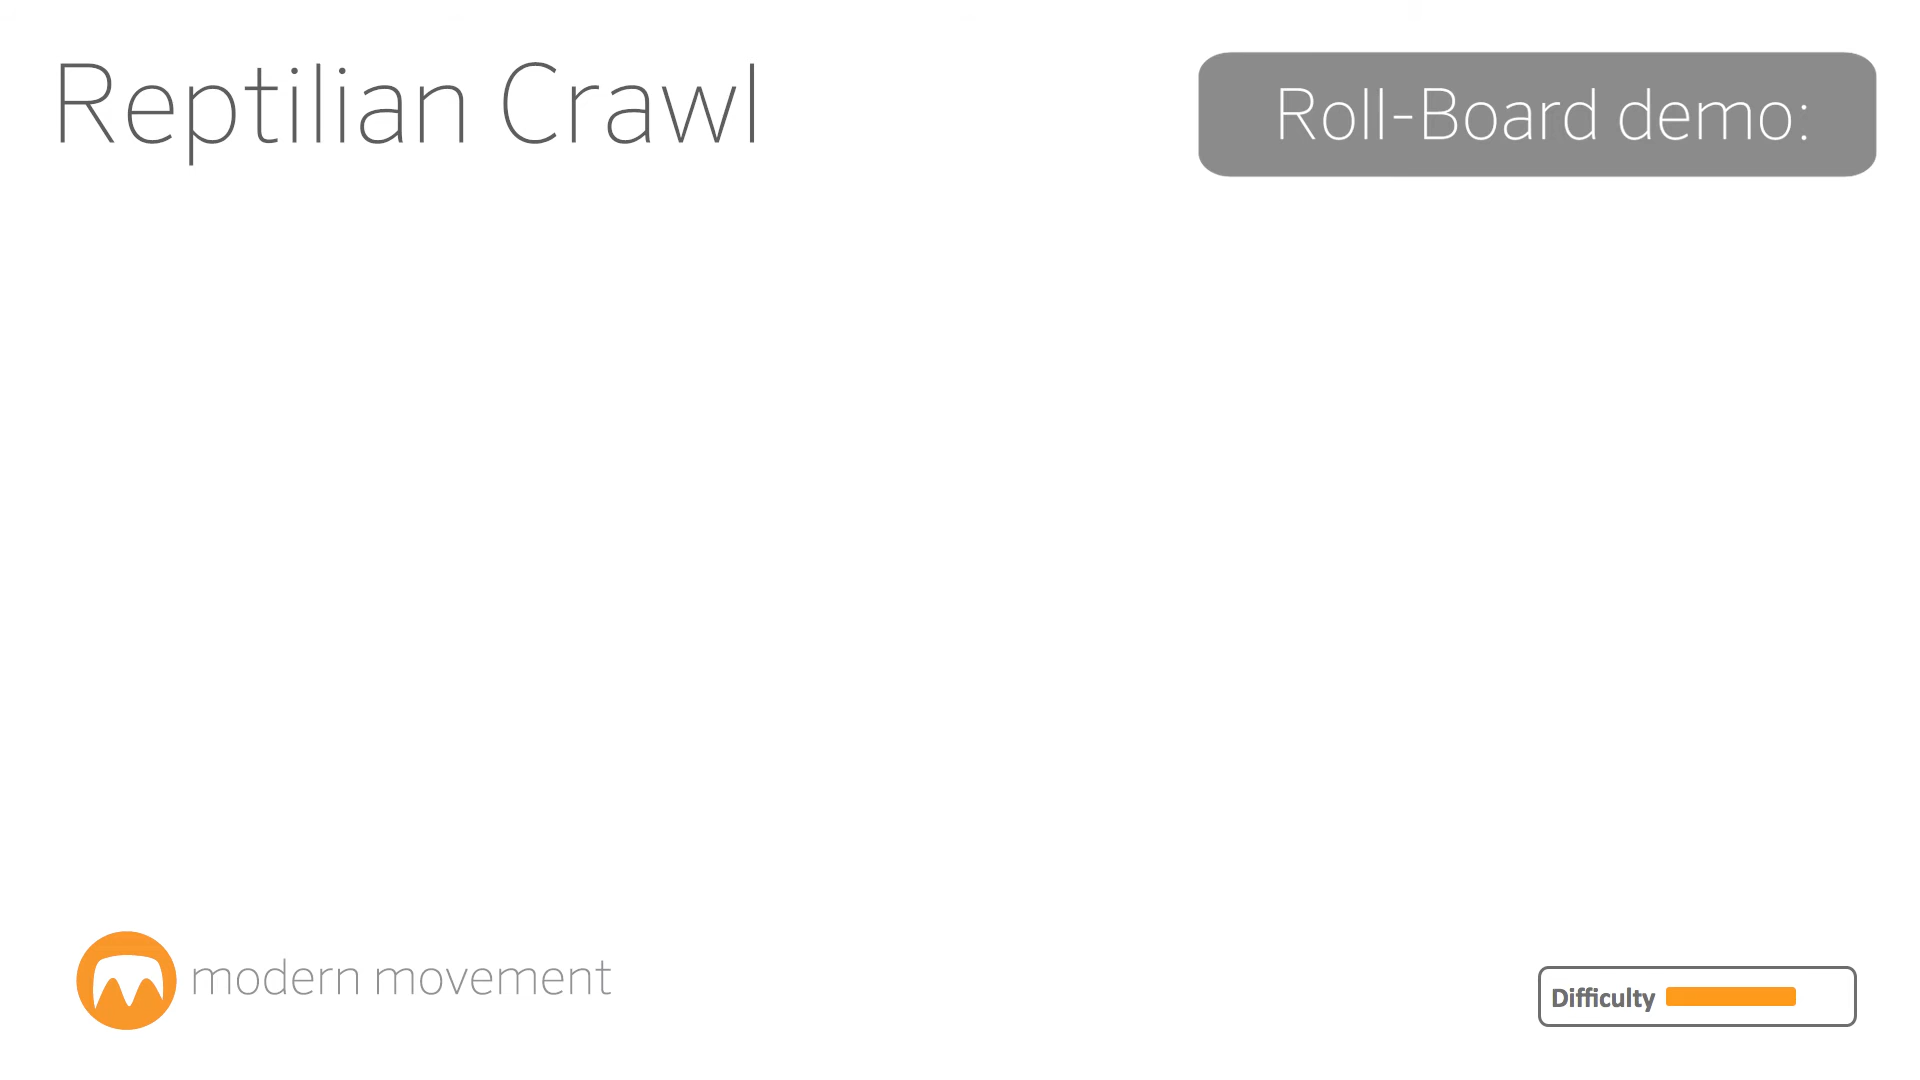 Reptilian Crawl
Roll-Board demo:
modern movement
Difficulty